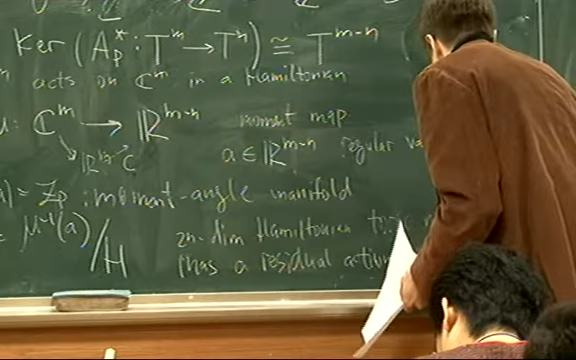 Ker (A_P^* : T^m → T^n) ≅ T^{m-n}
acts on ℂ^m in a Hamiltonian
ℂ^m → ℝ^{m-n} moment map
a ∈ ℝ^{m-n} regular
= Z_P : moment-angle manifold
μ^{-1}(a)/H 2n-dim Hamiltonian
has a residual action